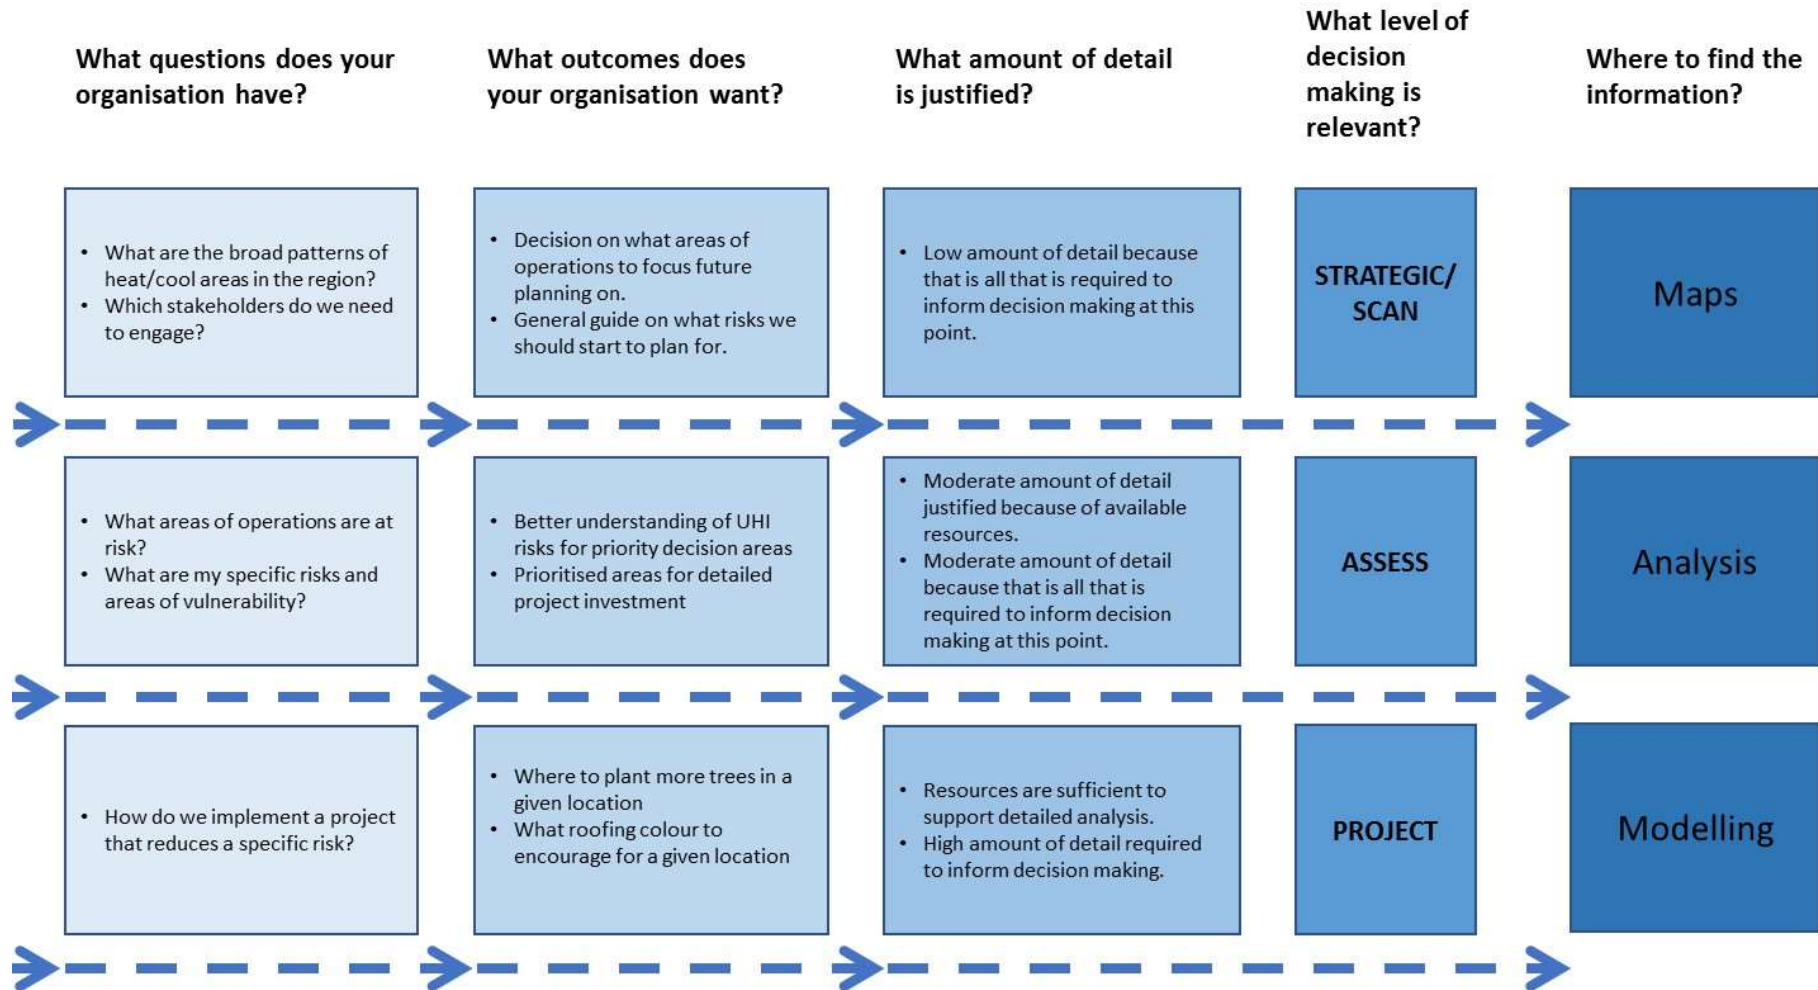 What questions does your
organisation have?
What outcomes does
your organisation want?
What amount of detail
is justified?
What level of
decision
making is
relevant?
Where to find the
information?
• What are the broad patterns of
heat/cool areas in the region?
• Which stakeholders do we need
to engage?
• Decision on what areas of
operations to focus future
planning on.
• General guide on what risks we
should start to plan for.
• Low amount of detail because
that is all that is required to
inform decision making at this
point.
STRATEGIC/
SCAN
Maps
• What areas of operations are at
risk?
• What are my specific risks and
areas of vulnerability?
• Better understanding of UHI
risks for priority decision areas
• Prioritised areas for detailed
project investment
• Moderate amount of detail
justified because of available
resources.
• Moderate amount of detail
because that is all that is
required to inform decision
making at this point.
ASSESS
Analysis
• How do we implement a project
that reduces a specific risk?
• Where to plant more trees in a
given location
• What roofing colour to
encourage for a given location
• Resources are sufficient to
support detailed analysis.
• High amount of detail required
to inform decision making.
PROJECT
Modelling